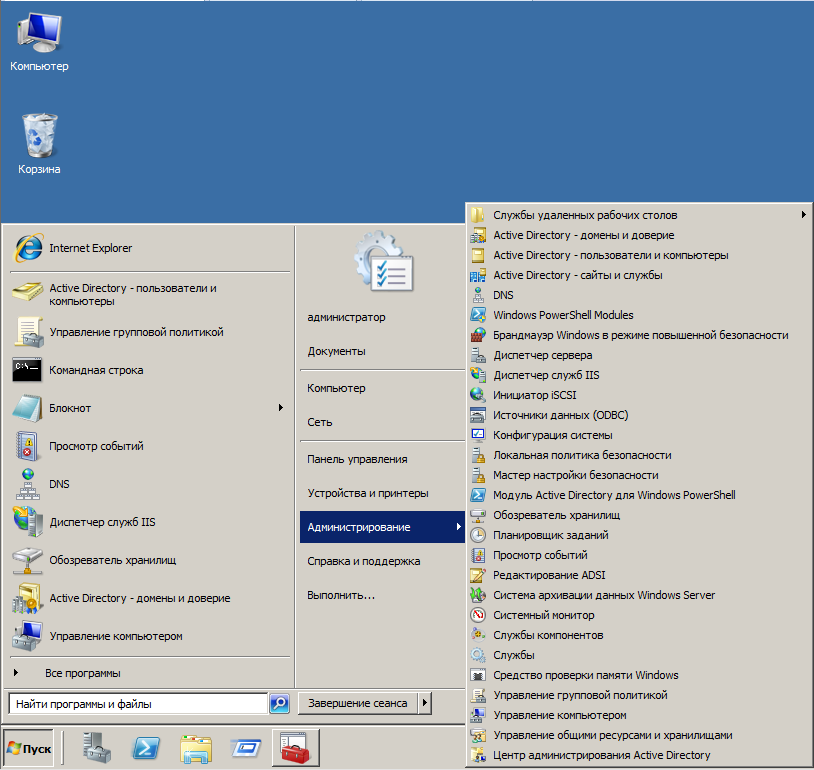 Компьютер
Корзина
Internet Explorer
Active Directory - пользователи и
компьютеры
Управление групповой политикой
C:\_
Командная строка
Блокнот
Просмотр событий
DNS
Диспетчер служб IIS
Обозреватель хранилищ
Active Directory - домены и доверие
Управление компьютером
Все программы
Найти программы и файлы
администратор
Документы
Компьютер
Сеть
Панель управления
Устройства и принтеры
Администрирование
Справка и поддержка
Выполнить...
Завершение сеанса
Службы удаленных рабочих столов
Active Directory - домены и доверие
Active Directory - пользователи и компьютеры
Active Directory - сайты и службы
DNS
Windows PowerShell Modules
Брандмауэр Windows в режиме повышенной безопасности
Диспетчер сервера
Диспетчер служб IIS
Инициатор iSCSI
Источники данных (ODBC)
Конфигурация системы
Локальная политика безопасности
Мастер настройки безопасности
Модуль Active Directory для Windows PowerShell
Обозреватель хранилищ
Планировщик заданий
Просмотр событий
Редактирование ADSI
Система архивации данных Windows Server
Системный монитор
Службы компонентов
Службы
Средство проверки памяти Windows
Управление групповой политикой
Управление компьютером
Управление общими ресурсами и хранилищами
Центр администрирования Active Directory
Пуск